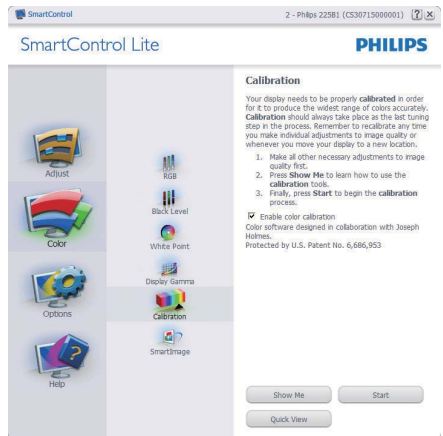 SmartControl
2 - Philips 225B1 (CS30715000001)
SmartControl Lite
PHILIPS
Adjust
Color
Options
Help
RGB
Black Level
White Point
Display Gamma
Calibration
SmartImage
Calibration
Your display needs to be properly calibrated in order
for it to produce the widest range of colors accurately.
Calibration should always take place as the last tuning
step in the process. Remember to recalibrate any time
you make individual adjustments to image quality or
whenever you move your display to a new location.
1. Make all other necessary adjustments to image
quality first.
2. Press Show Me to learn how to use the
calibration tools.
3. Finally, press Start to begin the calibration
process.
Enable color calibration
Color software designed in collaboration with Joseph
Holmes.
Protected by U.S. Patent No. 6,686,953
Show Me
Start
Quick View